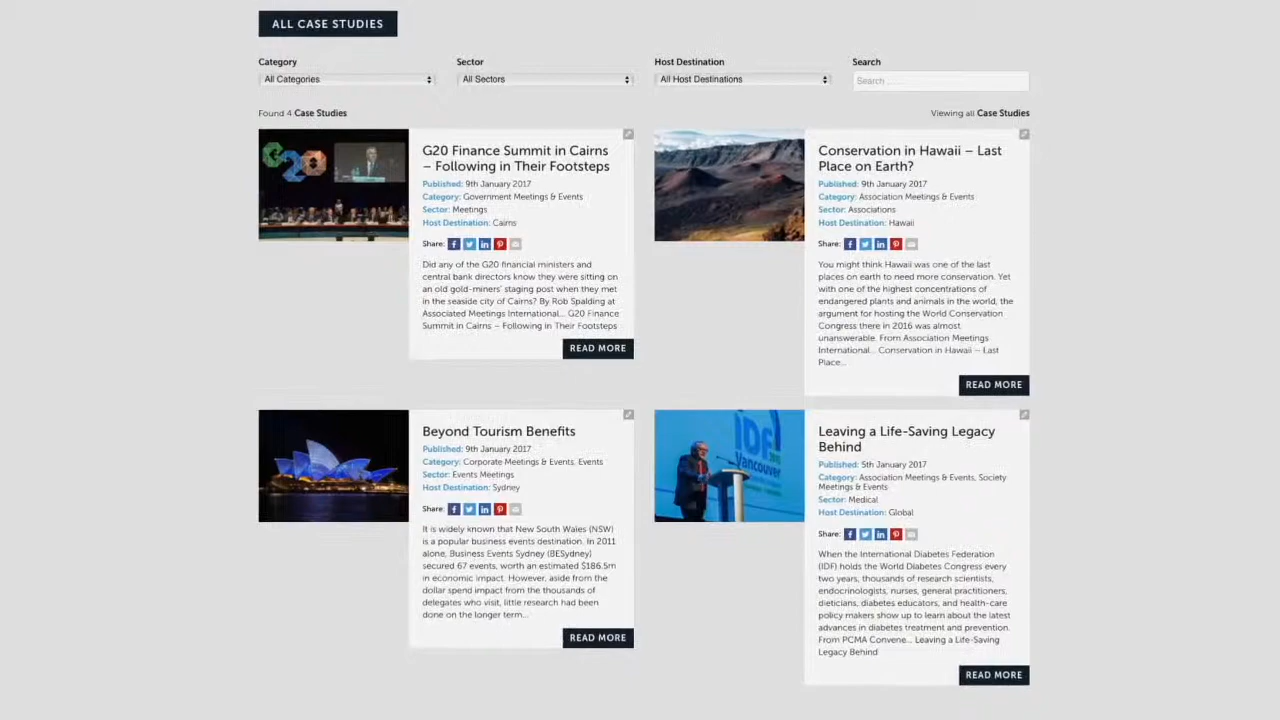 ALL CASE STUDIES
Category
Sector
Host Destination
Search
All Categories
All Sectors
All Host Destinations
Search ......
Found 4 Case Studies
Viewing all Case Studies
G20
G20 Finance Summit in Cairns
– Following in Their Footsteps
Published: 9th January 2017
Category: Government Meetings & Events
Sector: Meetings
Host Destination: Cairns
Share:
Did any of the G20 financial ministers and
central bank directors know they were sitting on
an old gold-miners' staging post when they met
in the seaside city of Cairns? By Rob Spalding at
Associated Meetings International... G20 Finance
Summit in Cairns – Following in Their Footsteps
READ MORE
Conservation in Hawaii – Last
Place on Earth?
Published: 9th January 2017
Category: Association Meetings & Events
Sector: Associations
Host Destination: Hawaii
Share:
You might think Hawaii was one of the last
places on earth to need more conservation. Yet
with one of the highest concentrations of
endangered plants and animals in the world, the
argument for hosting the World Conservation
Congress there in 2016 was almost
unanswerable. From Association Meetings
International... Conservation in Hawaii – Last
Place...
READ MORE
Beyond Tourism Benefits
Published: 9th January 2017
Category: Corporate Meetings & Events, Events
Sector: Events Meetings
Host Destination: Sydney
Share:
It is widely known that New South Wales (NSW)
is a popular business events destination. In 2011
alone, Business Events Sydney (BESydney)
secured 67 events, worth an estimated $186.5m
in economic impact. However, aside from the
dollar spend impact from the thousands of
delegates who visit, little research had been
done on the longer term...
READ MORE
IDF
Vancouver
Leaving a Life-Saving Legacy
Behind
Published: 5th January 2017
Category: Association Meetings & Events, Society
Meetings & Events
Sector: Medical
Host Destination: Global
Share:
When the International Diabetes Federation
(IDF) holds the World Diabetes Congress every
two years, thousands of research scientists,
endocrinologists, nurses, general practitioners,
dieticians, diabetes educators, and health-care
policy makers show up to learn about the latest
advances in diabetes treatment and prevention.
From PCMA Convene... Leaving a Life-Saving
Legacy Behind
READ MORE